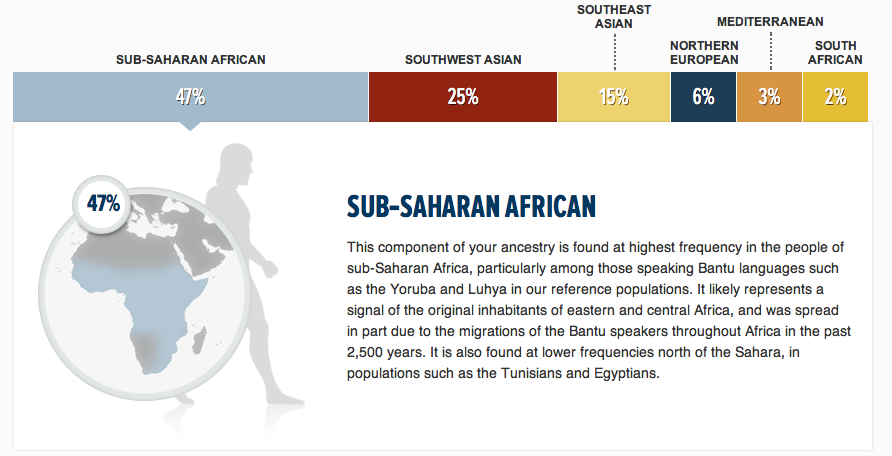 SUB-SAHARAN AFRICAN
SOUTHWEST ASIAN
SOUTHEAST
ASIAN
NORTHERN
EUROPEAN
MEDITERRANEAN
SOUTH
AFRICAN
47%
25%
15%
6%
3%
2%
47%
SUB-SAHARAN AFRICAN
This component of your ancestry is found at highest frequency in the people of
sub-Saharan Africa, particularly among those speaking Bantu languages such
as the Yoruba and Luhya in our reference populations. It likely represents a
signal of the original inhabitants of eastern and central Africa, and was spread
in part due to the migrations of the Bantu speakers throughout Africa in the past
2,500 years. It is also found at lower frequencies north of the Sahara, in
populations such as the Tunisians and Egyptians.